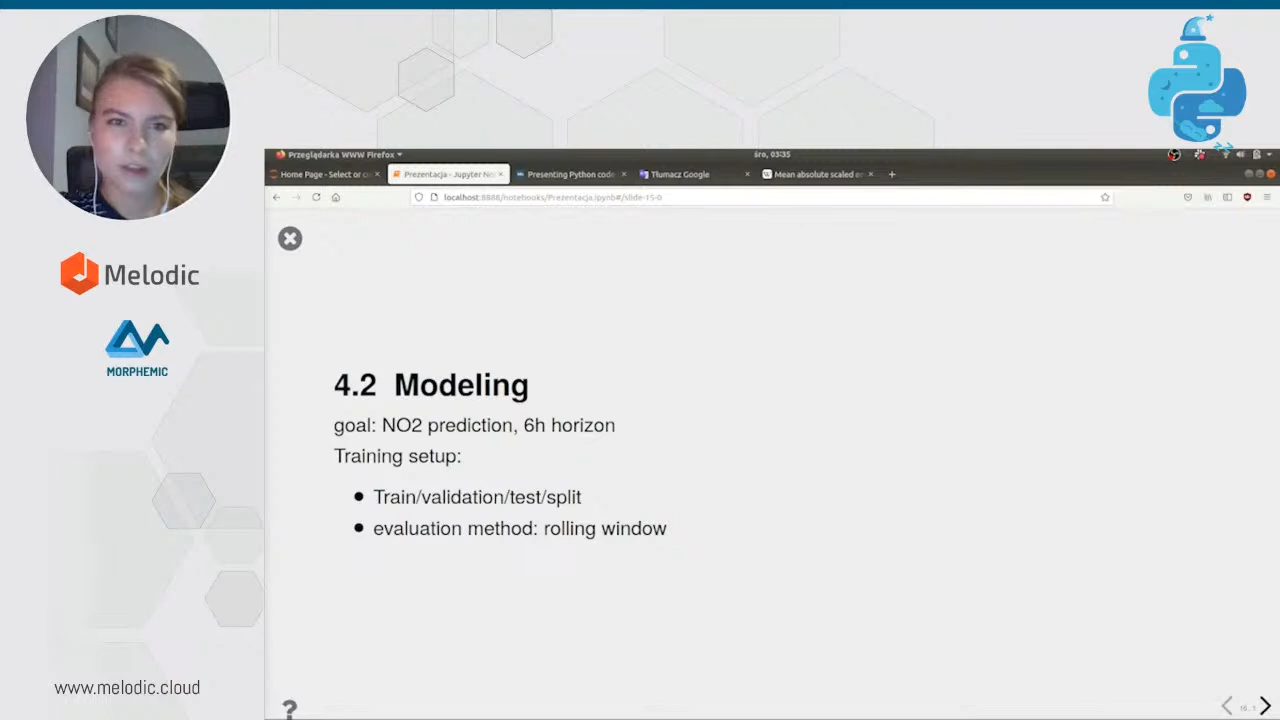 Przeglądarka WWW Firefox
śro, 03:35
Home Page - Select or c
Prezentacja - Jupyter No
Presenting Python code
Tłumacz Google
Mean absolute scaled e
localhost:8888/notebooks/Prezentacja.ipynb#/slide-15-0
Melodic
MORPHEMIC
4.2 Modeling
goal: NO2 prediction, 6h horizon
Training setup:
Train/validation/test/split
evaluation method: rolling window
www.melodic.cloud
?